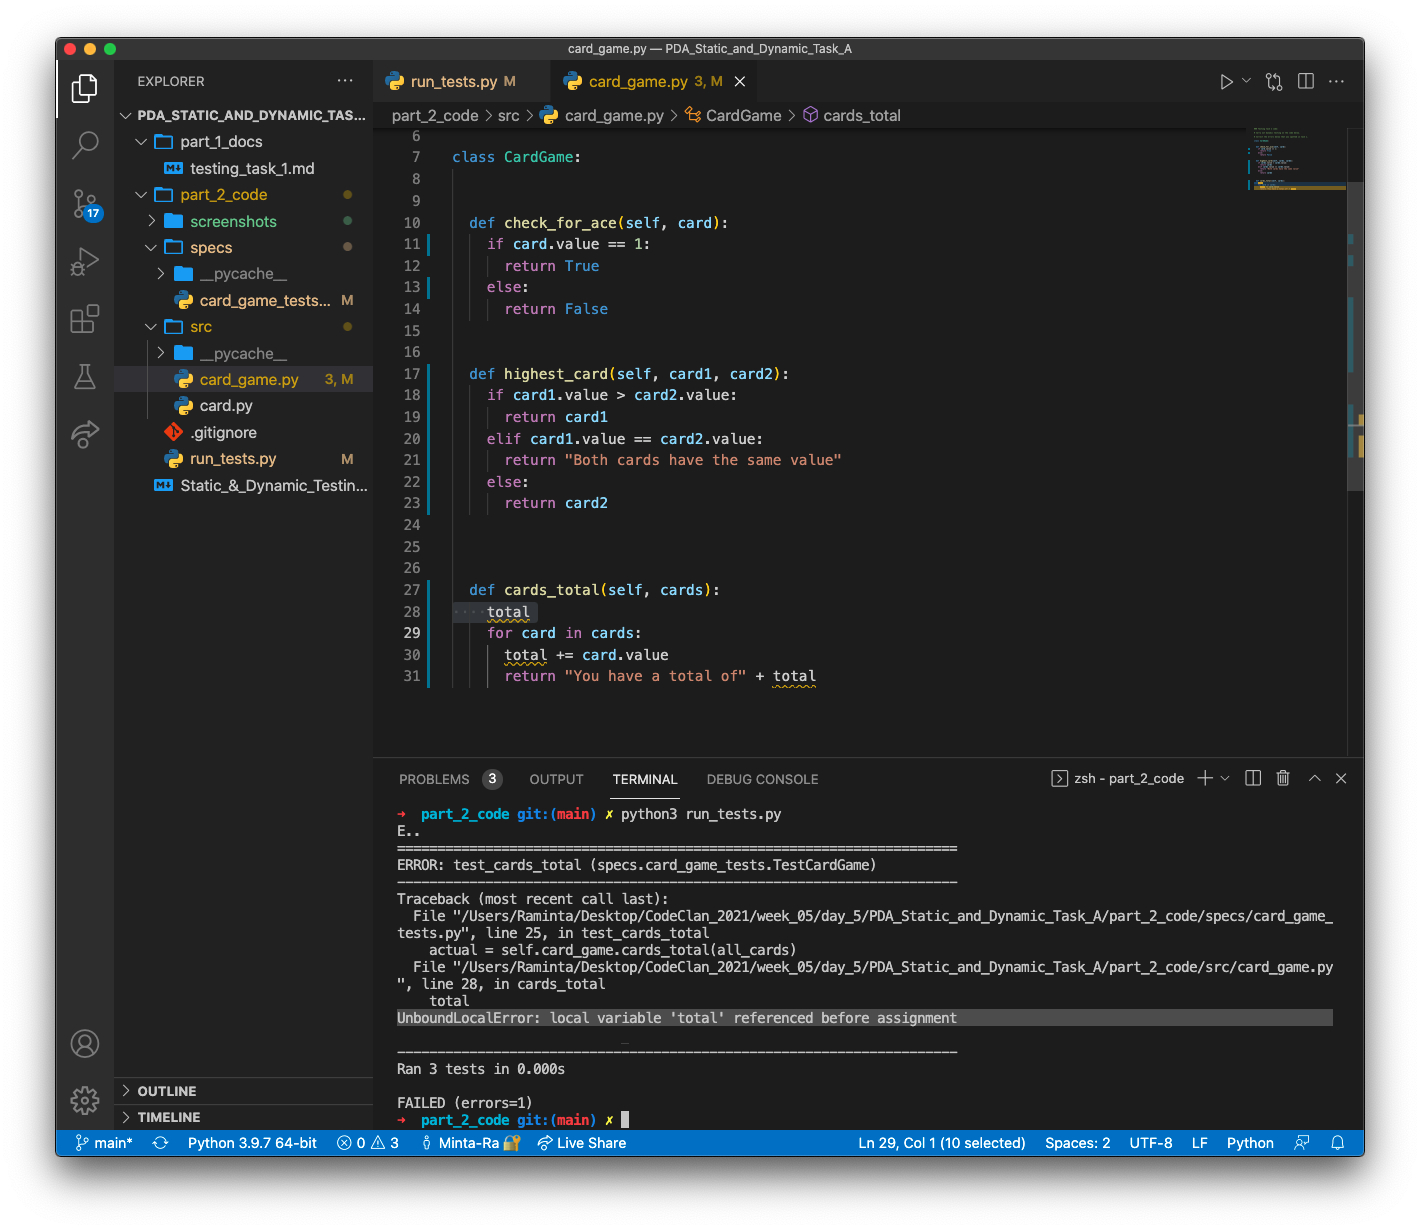 card_game.py — PDA_Static_and_Dynamic_Task_A
EXPLORER
run_tests.py M
card_game.py 3, M
PDA_STATIC_AND_DYNAMIC_TAS...
part_1_docs
testing_task_1.md
part_2_code
17
screenshots
specs
__pycache__
card_game_tests... M
src
__pycache__
card_game.py 3, M
card.py
.gitignore
run_tests.py M
Static_&_Dynamic_Testin...
OUTLINE
TIMELINE
part_2_code > src > card_game.py > CardGame > cards_total
6
7 class CardGame:
8
9
10 def check_for_ace(self, card):
11 if card.value == 1:
12 return True
13 else:
14 return False
15
16
17 def highest_card(self, card1, card2):
18 if card1.value > card2.value:
19 return card1
20 elif card1.value == card2.value:
21 return "Both cards have the same value"
22 else:
23 return card2
24
25
26
27 def cards_total(self, cards):
28 ····total
29 for card in cards:
30 total += card.value
31 return "You have a total of" + total
PROBLEMS 3 OUTPUT TERMINAL DEBUG CONSOLE
zsh - part_2_code
➜ part_2_code git:(main) ✗ python3 run_tests.py
E..
======================================================================
ERROR: test_cards_total (specs.card_game_tests.TestCardGame)
----------------------------------------------------------------------
Traceback (most recent call last):
File "/Users/Raminta/Desktop/CodeClan_2021/week_05/day_5/PDA_Static_and_Dynamic_Task_A/part_2_code/specs/card_game_
tests.py", line 25, in test_cards_total
actual = self.card_game.cards_total(all_cards)
File "/Users/Raminta/Desktop/CodeClan_2021/week_05/day_5/PDA_Static_and_Dynamic_Task_A/part_2_code/src/card_game.py
", line 28, in cards_total
total
UnboundLocalError: local variable 'total' referenced before assignment
----------------------------------------------------------------------
Ran 3 tests in 0.000s
FAILED (errors=1)
➜ part_2_code git:(main) ✗
main* Python 3.9.7 64-bit 0 3 Minta-Ra 🔐 Live Share Ln 29, Col 1 (10 selected) Spaces: 2 UTF-8 LF Python